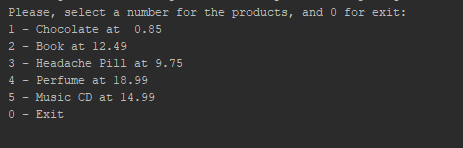 Please, select a number for the products, and 0 for exit:
1 - Chocolate at  0.85
2 - Book at 12.49
3 - Headache Pill at 9.75
4 - Perfume at 18.99
5 - Music CD at 14.99
0 - Exit